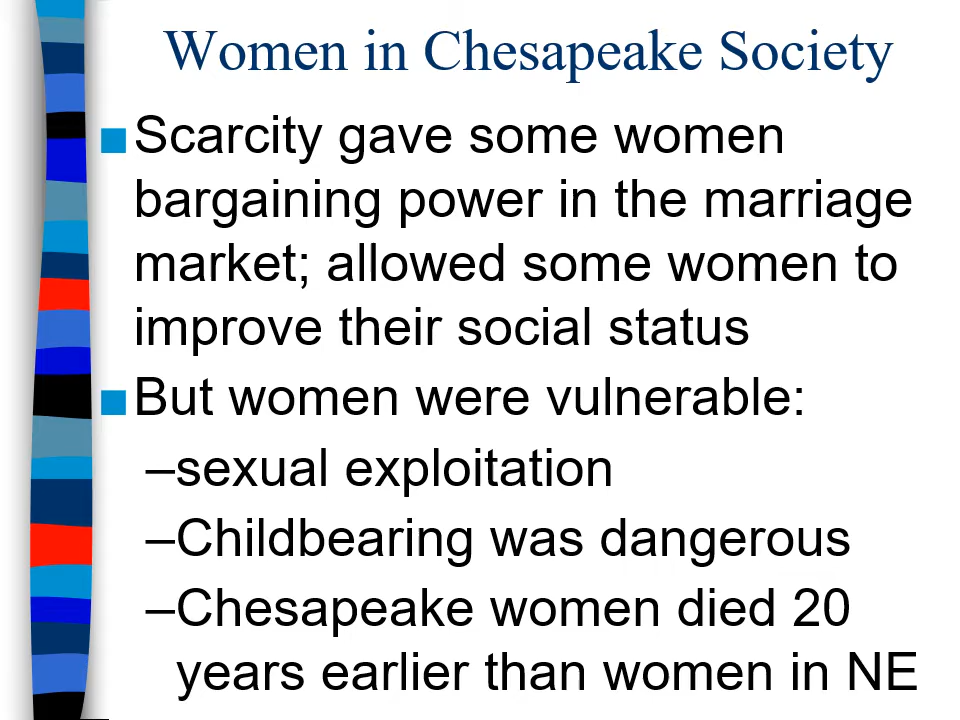 Women in Chesapeake Society
■Scarcity gave some women
bargaining power in the marriage
market; allowed some women to
improve their social status
■But women were vulnerable:
–sexual exploitation
–Childbearing was dangerous
–Chesapeake women died 20
years earlier than women in NE